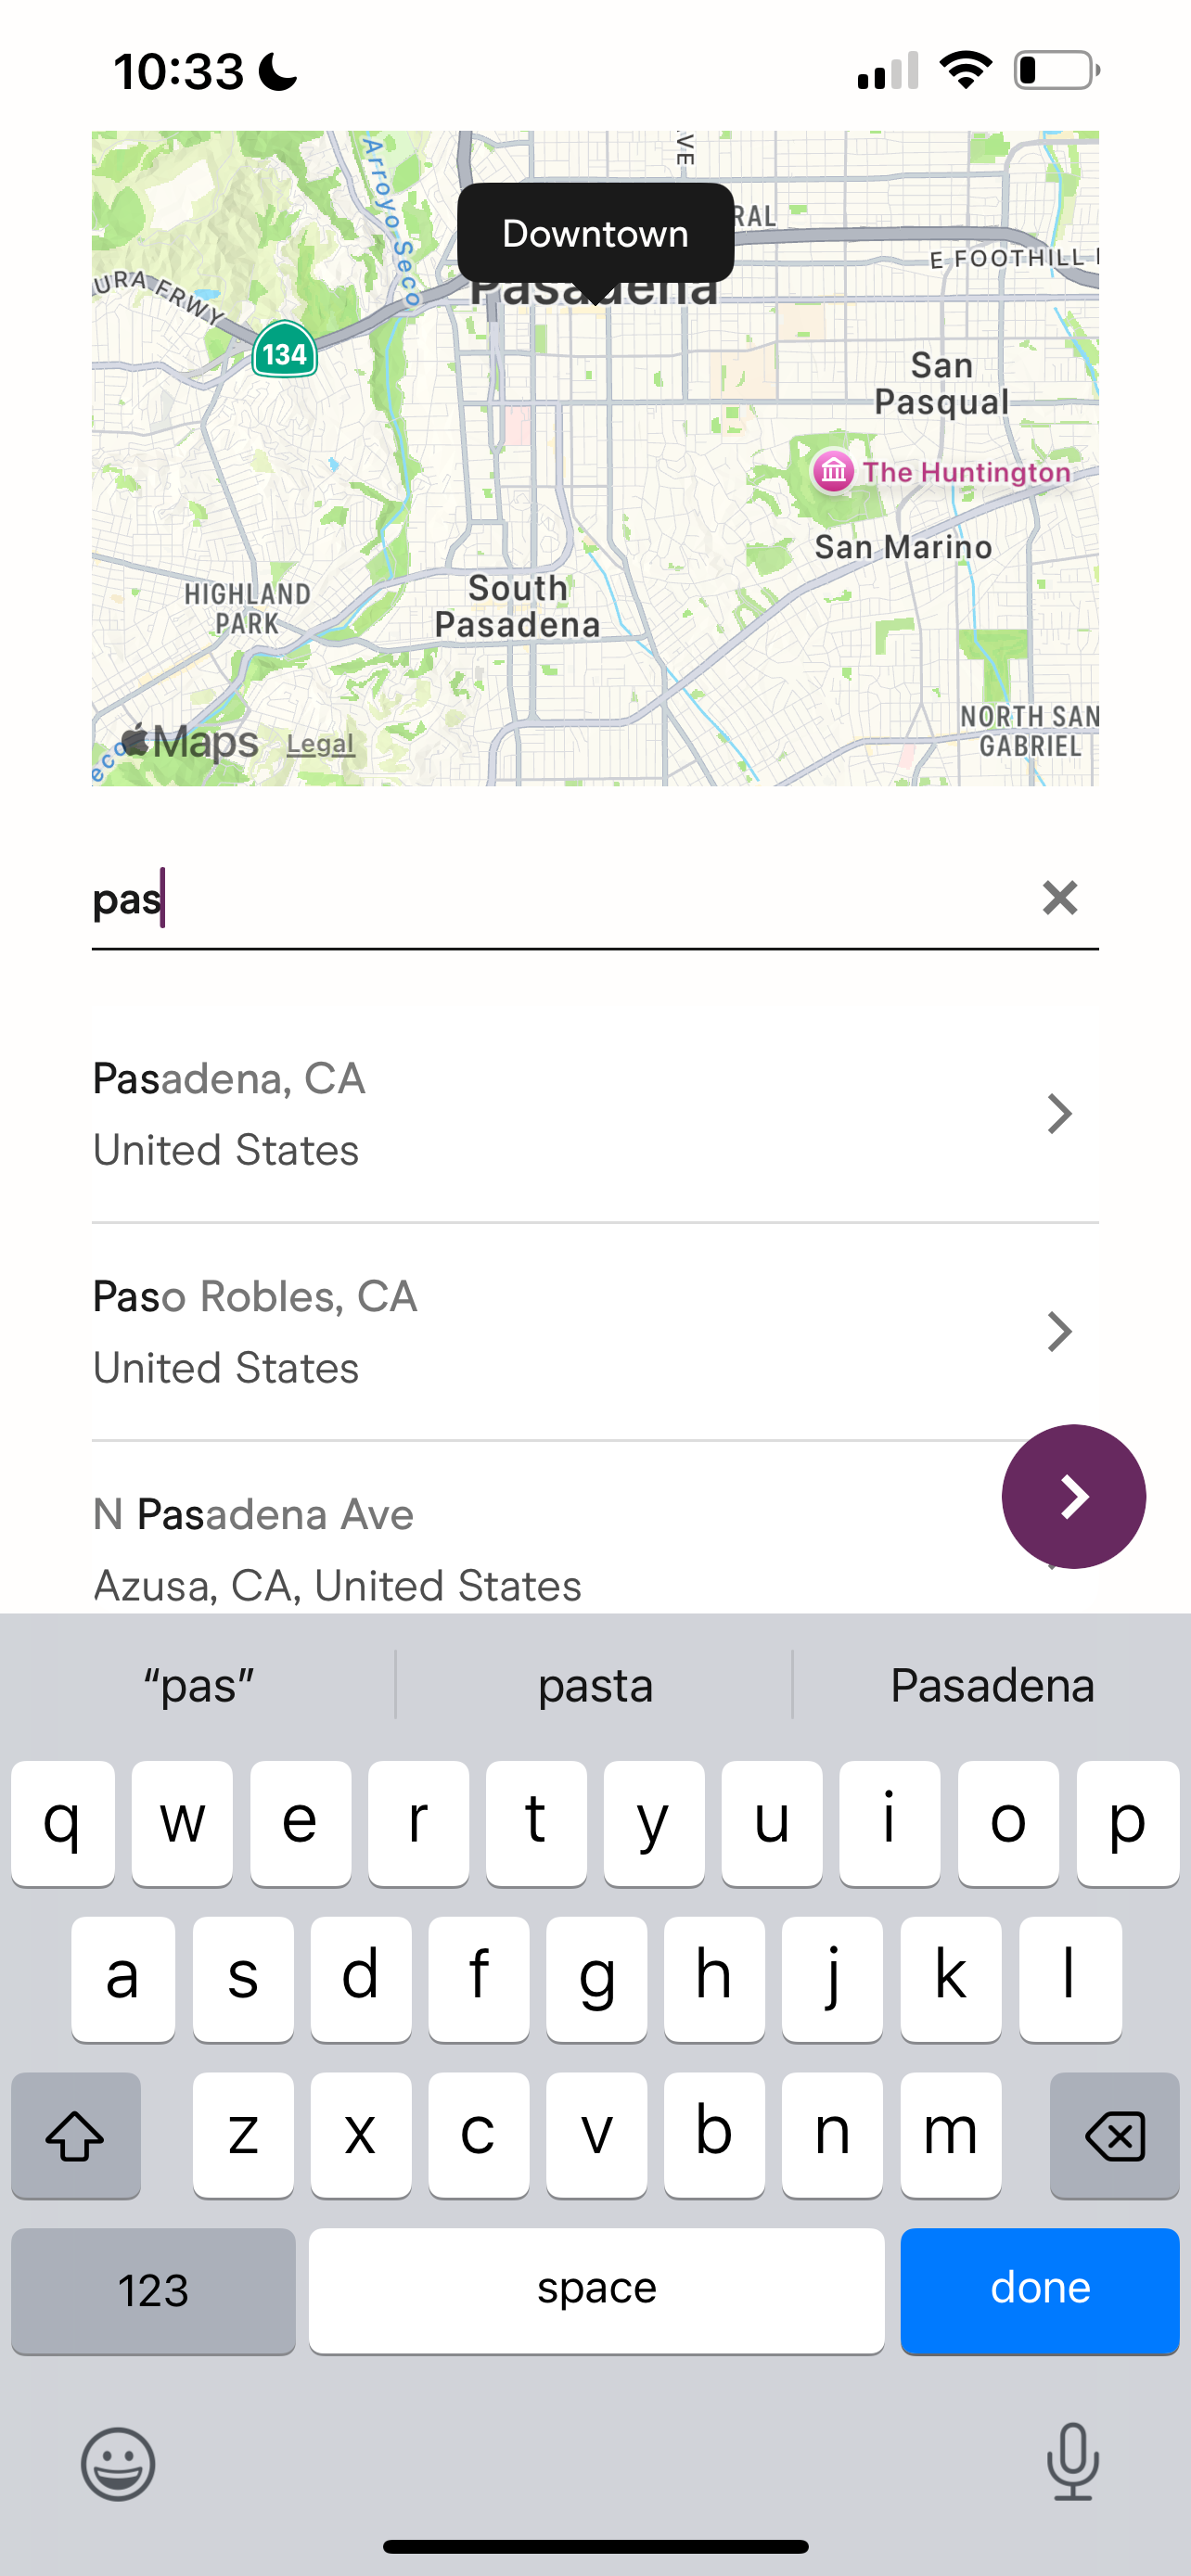 10:33
Arroyo Seco
VE
RAL
Downtown
Pasadena
E FOOTHILL
URA FRWY
134
San
Pasqual
The Huntington
San Marino
HIGHLAND
PARK
South
Pasadena
NORTH SAN
GABRIEL
eco
Maps
Legal
pas
Pasadena, CA
United States
Paso Robles, CA
United States
N Pasadena Ave
Azusa, CA, United States
“pas” pasta Pasadena
q w e r t y u i o p
a s d f g h j k l
z x c v b n m
123 space done